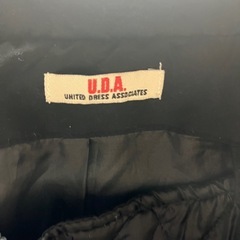 U.D.A.
UNITED DRESS ASSOCIATES